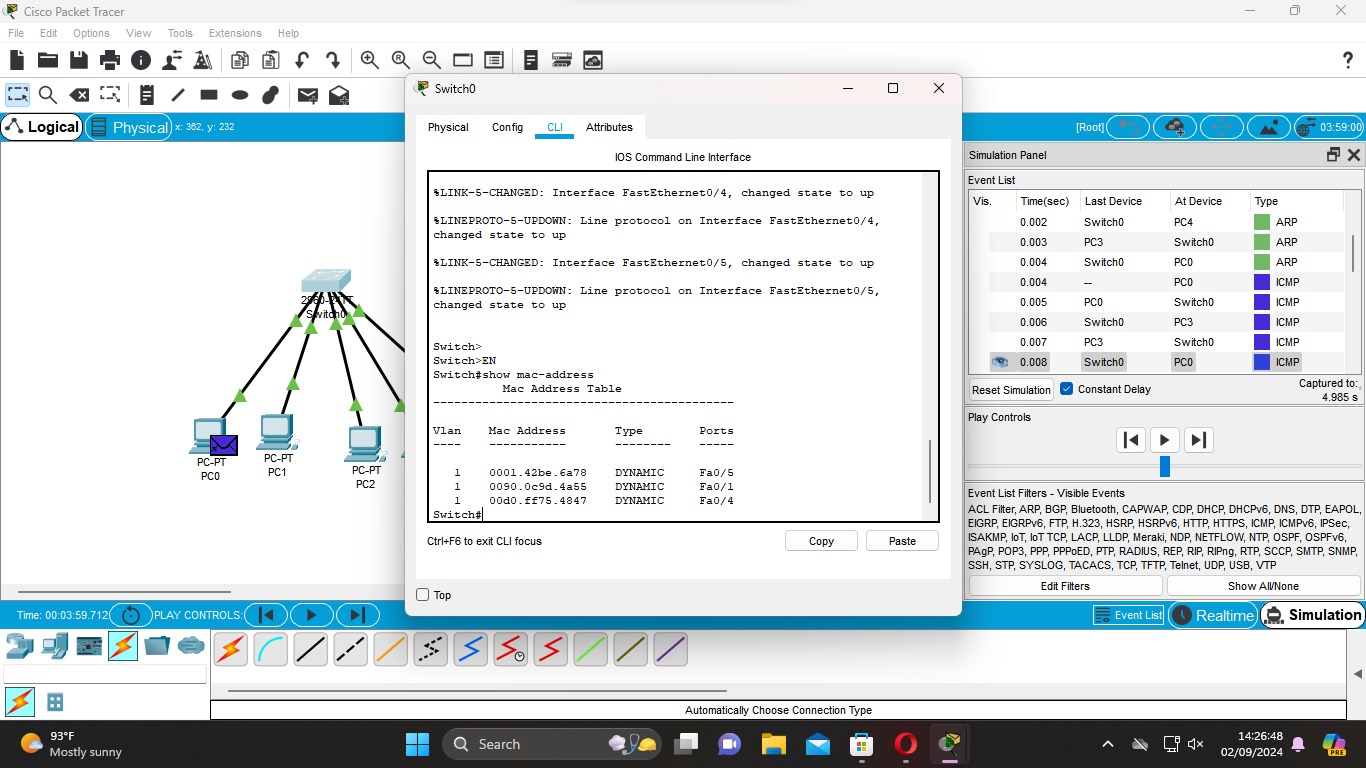 Cisco Packet Tracer
File Edit Options View Tools Extensions Help
Logical
Physical
x: 362, y: 232
[Root]
03:59:00
2960-24TT
Switch0
PC-PT
PC0
PC-PT
PC1
PC-PT
PC2
Switch0
Physical Config CLI Attributes
IOS Command Line Interface
%LINK-5-CHANGED: Interface FastEthernet0/4, changed state to up
%LINEPROTO-5-UPDOWN: Line protocol on Interface FastEthernet0/4,
changed state to up
%LINK-5-CHANGED: Interface FastEthernet0/5, changed state to up
%LINEPROTO-5-UPDOWN: Line protocol on Interface FastEthernet0/5,
changed state to up
Switch>
Switch>EN
Switch#show mac-address
Mac Address Table
-------------------------------------------
Vlan Mac Address Type Ports
---- ----------- -------- -----
1 0001.42be.6a78 DYNAMIC Fa0/5
1 0090.0c9d.4a55 DYNAMIC Fa0/1
1 00d0.ff75.4847 DYNAMIC Fa0/4
Switch#
Ctrl+F6 to exit CLI focus
Copy
Paste
Top
Simulation Panel
Event List
Vis. Time(sec) Last Device At Device Type
0.002 Switch0 PC4 ARP
0.003 PC3 Switch0 ARP
0.004 Switch0 PC0 ARP
0.004 -- PC0 ICMP
0.005 PC0 Switch0 ICMP
0.006 Switch0 PC3 ICMP
0.007 PC3 Switch0 ICMP
0.008 Switch0 PC0 ICMP
Reset Simulation
Constant Delay
Captured to:
4.985 s
Play Controls
Event List Filters - Visible Events
ACL Filter, ARP, BGP, Bluetooth, CAPWAP, CDP, DHCP, DHCPv6, DNS, DTP, EAPOL,
EIGRP, EIGRPv6, FTP, H.323, HSRP, HSRPv6, HTTP, HTTPS, ICMP, ICMPv6, IPSec,
ISAKMP, IoT, IoT TCP, LACP, LLDP, Meraki, NDP, NETFLOW, NTP, OSPF, OSPFv6,
PAgP, POP3, PPP, PPPoED, PTP, RADIUS, REP, RIP, RIPng, RTP, SCCP, SMTP, SNMP,
SSH, STP, SYSLOG, TACACS, TCP, TFTP, Telnet, UDP, USB, VTP
Edit Filters
Show All/None
Time: 00:03:59.712
PLAY CONTROLS:
Event List
Realtime
Simulation
Automatically Choose Connection Type
93°F
Mostly sunny
Search
14:26:48
02/09/2024
PRE